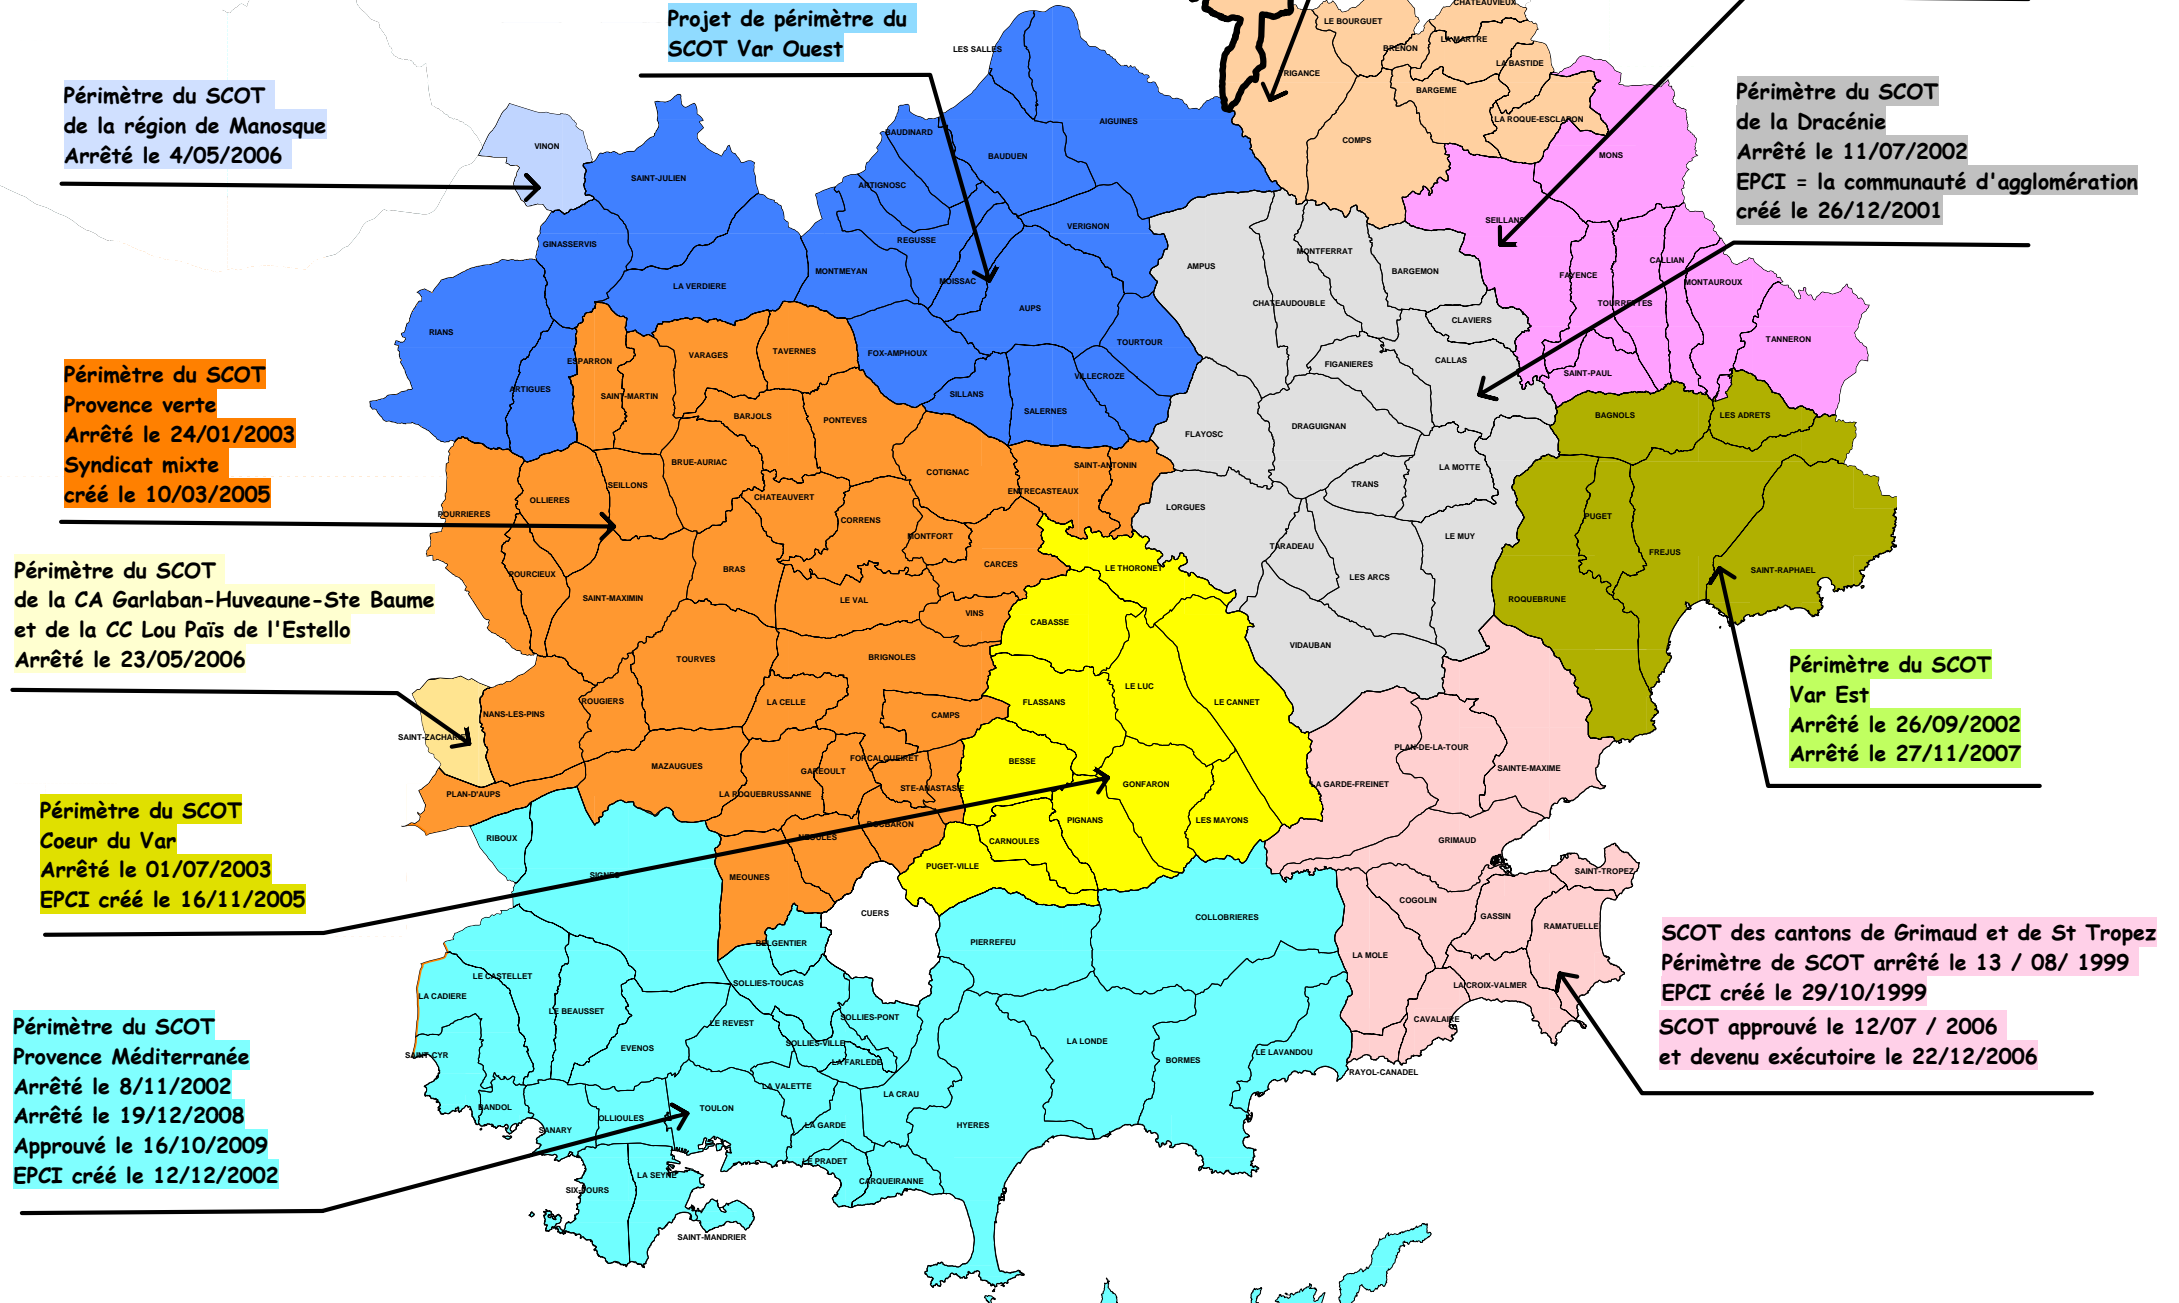 Projet de périmètre du
SCOT Var Ouest
Périmètre du SCOT
de la région de Manosque
Arrêté le 4/05/2006
Périmètre du SCOT
de la Dracénie
Arrêté le 11/07/2002
EPCI = la communauté d'agglomération
créé le 26/12/2001
Périmètre du SCOT
Provence verte
Arrêté le 24/01/2003
Syndicat mixte
créé le 10/03/2005
Périmètre du SCOT
de la CA Garlaban-Huveaune-Ste Baume
et de la CC Lou Païs de l'Estello
Arrêté le 23/05/2006
Périmètre du SCOT
Coeur du Var
Arrêté le 01/07/2003
EPCI créé le 16/11/2005
Périmètre du SCOT
Provence Méditerranée
Arrêté le 8/11/2002
Arrêté le 19/12/2008
Approuvé le 16/10/2009
EPCI créé le 12/12/2002
Périmètre du SCOT
Var Est
Arrêté le 26/09/2002
Arrêté le 27/11/2007
SCOT des cantons de Grimaud et de St Tropez
Périmètre de SCOT arrêté le 13 / 08/ 1999
EPCI créé le 29/10/1999
SCOT approuvé le 12/07 / 2006
et devenu exécutoire le 22/12/2006
CHATEAUVIEUX
LE BOURGUET
LA MARTRE
BRENON
LES SALLES
LA BASTIDE
TRIGANCE
BARGEME
LA ROQUE-ESCLAPON
AIGUINES
BAUDINARD
COMPS
VINON
BAUDUEN
MONS
SAINT-JULIEN
ARTIGNOSC
SEILLANS
VERIGNON
REGUSSE
GINASSERVIS
MONTFERRAT
CALLIAN
AMPUS
BARGEMON
MONTMEYAN
FAYENCE
MOISSAC
MONTAUROUX
LA VERDIERE
CHATEAUDOUBLE
TOURRETTES
AUPS
CLAVIERS
RIANS
TANNERON
TOURTOUR
TAVERNES
FOX-AMPHOUX
VARAGES
ESPARRON
CALLAS
FIGANIERES
SAINT-PAUL
VILLECROZE
ARTIGUES
SAINT-MARTIN
SILLANS
SALERNES
BARJOLS
PONTEVES
BAGNOLS
LES ADRETS
DRAGUIGNAN
FLAYOSC
BRUE-AURIAC
SAINT-ANTONIN
LA MOTTE
COTIGNAC
SEILLONS
TRANS
ENTRECASTEAUX
CHATEAUVERT
OLLIERES
LORGUES
POURRIERES
CORRENS
PUGET
MONTFORT
LE MUY
TARADEAU
FREJUS
CARCES
LE THORONET
BRAS
SAINT-RAPHAEL
POURCIEUX
LES ARCS
SAINT-MAXIMIN
LE VAL
ROQUEBRUNE
VINS
CABASSE
VIDAUBAN
BRIGNOLES
TOURVES
LE LUC
LA CELLE
ROUGIERS
FLASSANS
LE CANNET
NANS-LES-PINS
CAMPS
SAINT-ZACHARIE
PLAN-DE-LA-TOUR
FORCALQUEIRET
BESSE
MAZAUGUES
SAINTE-MAXIME
GAREOULT
GONFARON
LA GARDE-FREINET
STE-ANASTASIE
PLAN-D'AUPS
LA ROQUEBRUSSANNE
PIGNANS
LES MAYONS
ROCBARON
RIBOUX
NEOULES
CARNOULES
GRIMAUD
PUGET-VILLE
SAINT-TROPEZ
SIGNES
MEOUNES
COGOLIN
CUERS
GASSIN
COLLOBRIERES
RAMATUELLE
BELGENTIER
PIERREFEU
LA MOLE
LE CASTELLET
SOLLIES-TOUCAS
LA CROIX-VALMER
LA CADIERE
LE BEAUSSET
SOLLIES-PONT
CAVALAIRE
LE REVEST
LA LONDE
SOLLIES-VILLE
EVENOS
LE LAVANDOU
SAINT-CYR
LA FARLEDE
BORMES
RAYOL-CANADEL
LA VALETTE
LA CRAU
BANDOL
TOULON
OLLIOULES
LA GARDE
HYERES
SANARY
LE PRADET
LA SEYNE
CARQUEIRANNE
SIX-FOURS
SAINT-MANDRIER